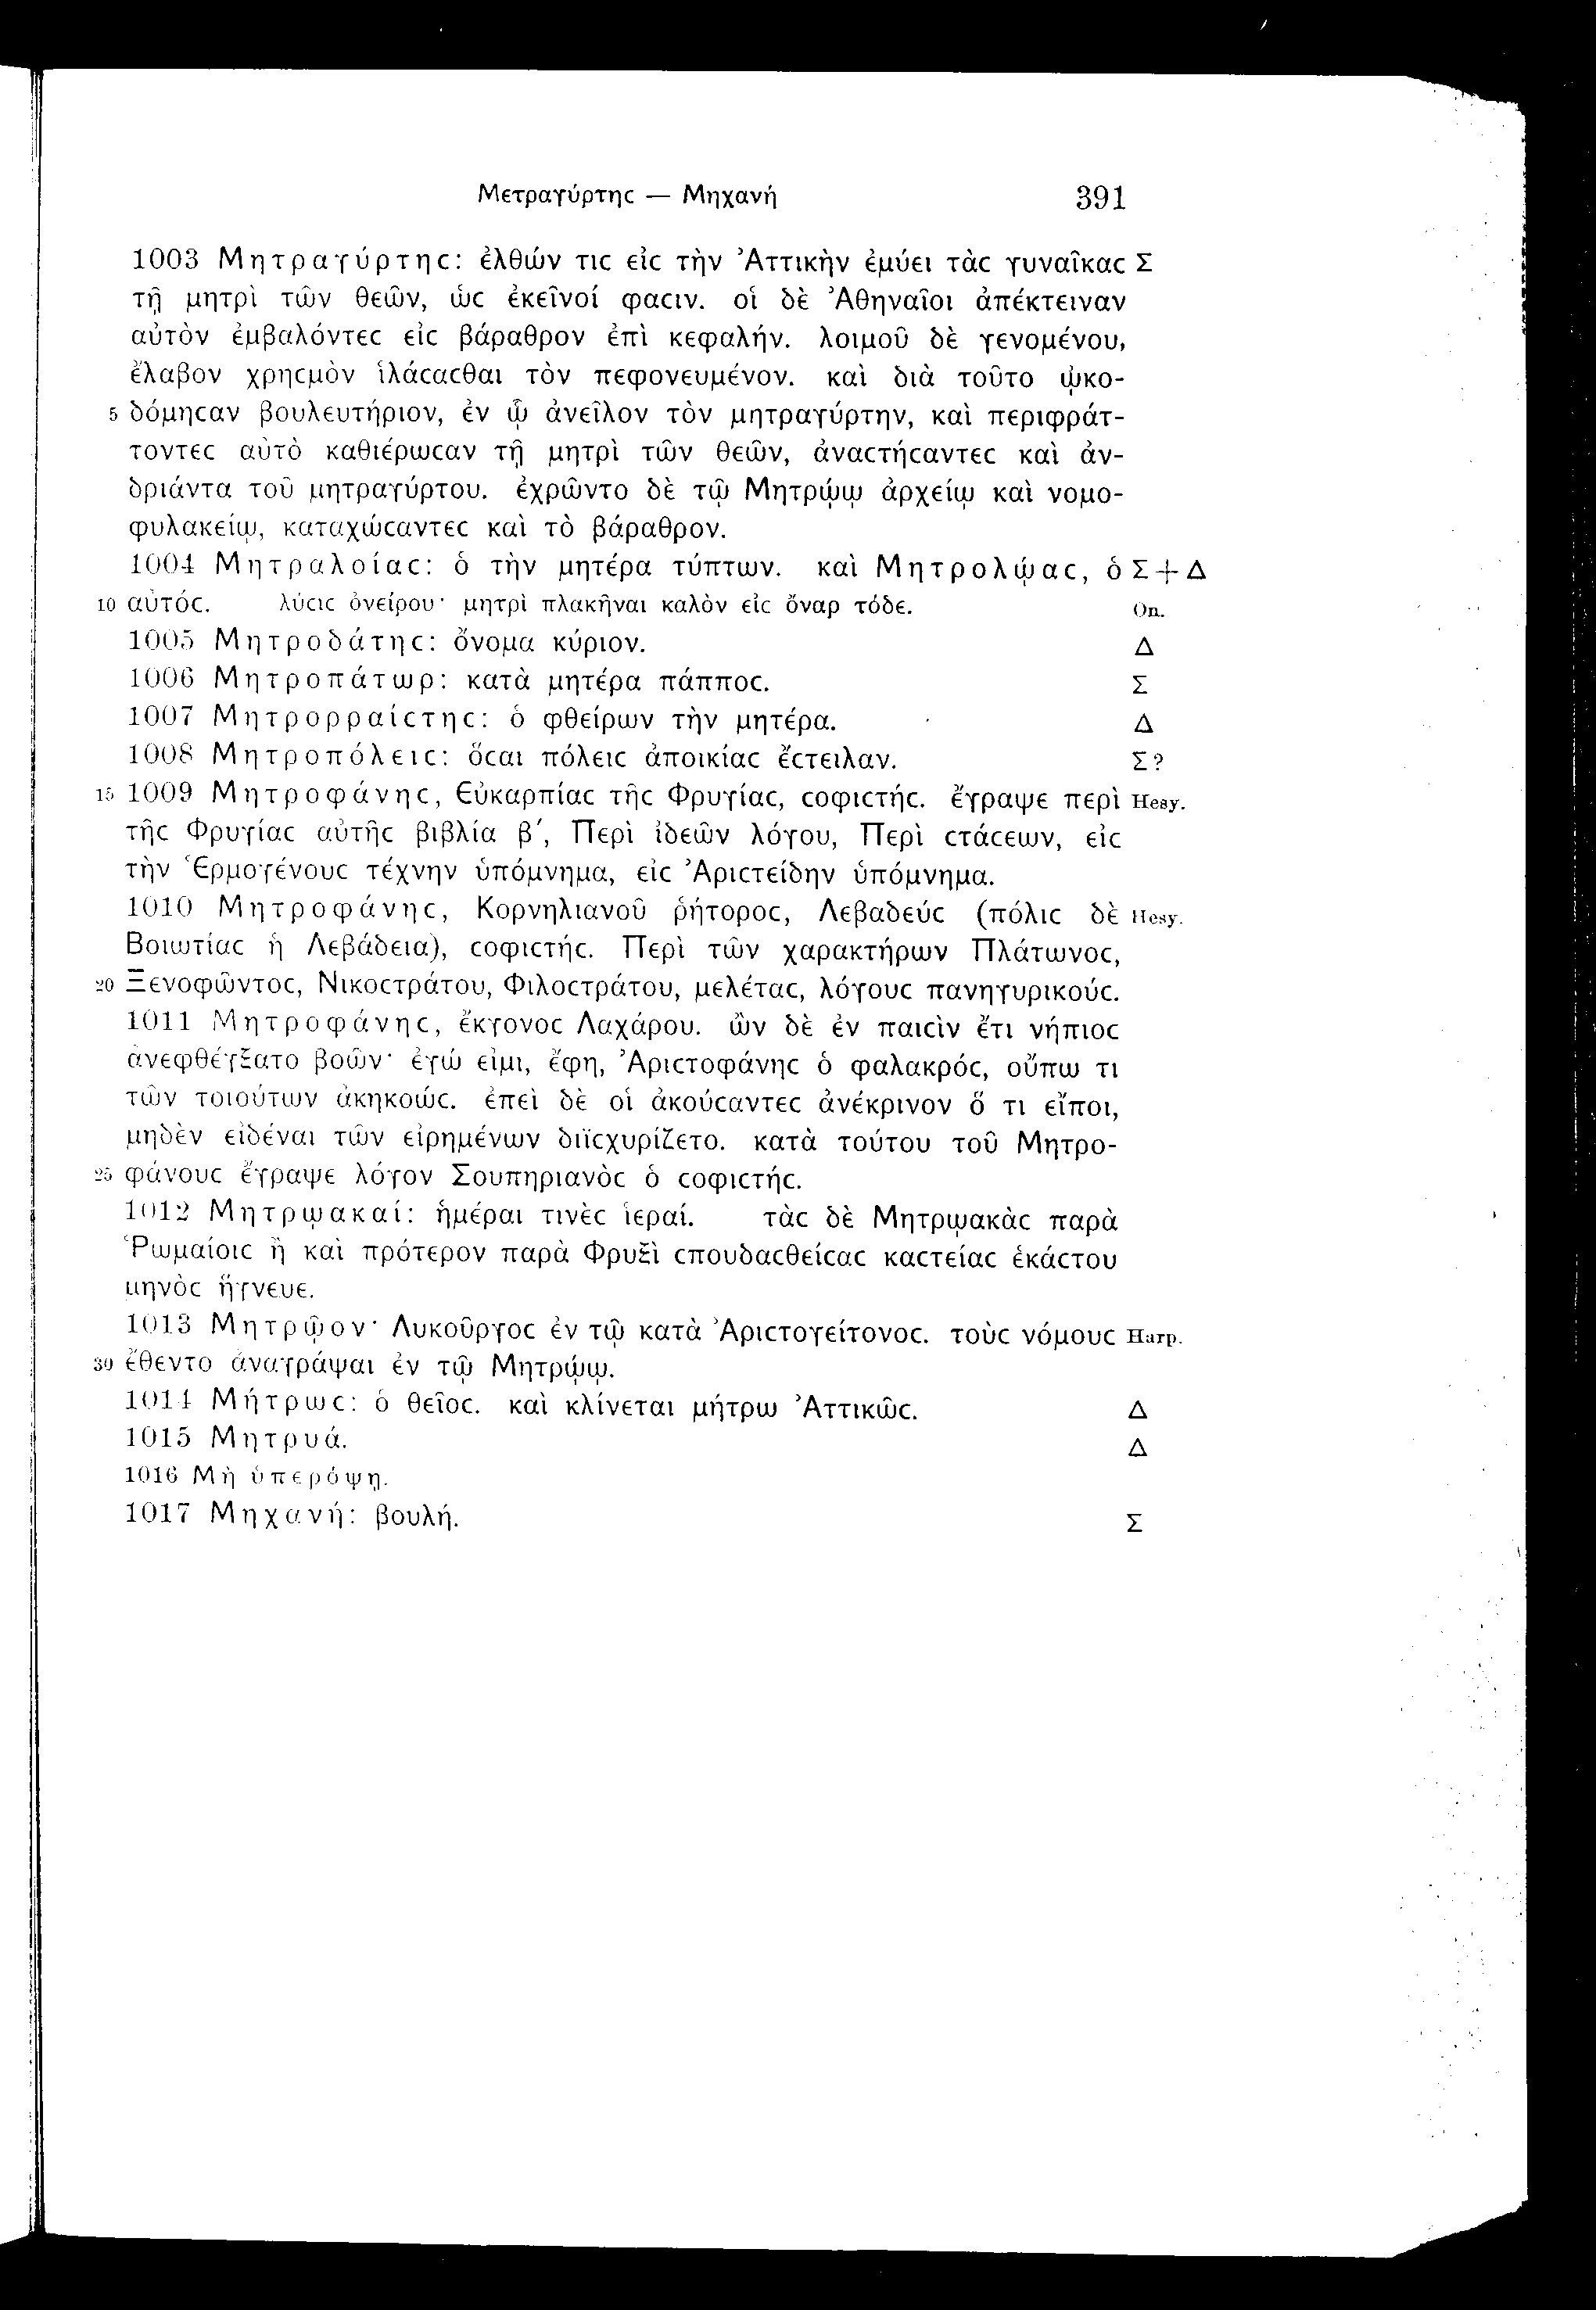 Μετραγύρτηϲ — Μηχανή 391
1003 Μητραγύρτηϲ: ἐλθών τιϲ εἰϲ τὴν Ἀττικὴν ἐμύει τὰϲ γυναῖκαϲ Σ
τῇ μητρὶ τῶν θεῶν, ὡϲ ἐκεῖνοί φαϲιν. οἱ δὲ Ἀθηναῖοι ἀπέκτειναν
αὐτὸν ἐμβαλόντεϲ εἰϲ βάραθρον ἐπὶ κεφαλήν. λοιμοῦ δὲ γενομένου,
ἔλαβον χρηϲμὸν ἱλάϲαϲθαι τὸν πεφονευμένον. καὶ διὰ τοῦτο ᾠκο-
5 δόμηϲαν βουλευτήριον, ἐν ᾧ ἀνεῖλον τὸν μητραγύρτην, καὶ περιφράτ-
τοντεϲ αὐτὸ καθιέρωϲαν τῇ μητρὶ τῶν θεῶν, ἀναϲτήϲαντεϲ καὶ ἀν-
δριάντα τοῦ μητραγύρτου. ἐχρῶντο δὲ τῷ Μητρῴῳ ἀρχείῳ καὶ νομο-
φυλακείῳ, καταχώϲαντεϲ καὶ τὸ βάραθρον.
1004 Μητραλοίαϲ: ὁ τὴν μητέρα τύπτων. καὶ Μητρολῴαϲ, ὁ Σ+Δ
10 αὐτόϲ. λύϲιϲ ὀνείρου· μητρὶ πλακῆναι καλὸν εἰϲ ὄναρ τόδε. On.
1005 Μητροδάτηϲ: ὄνομα κύριον. Δ
1006 Μητροπάτωρ: κατὰ μητέρα πάπποϲ. Σ
1007 Μητρορραίϲτηϲ: ὁ φθείρων τὴν μητέρα. Δ
1008 Μητροπόλειϲ: ὅϲαι πόλειϲ ἀποικίαϲ ἔϲτειλαν. Σ?
15 1009 Μητροφάνηϲ, Εὐκαρπίαϲ τῆϲ Φρυγίαϲ, ϲοφιϲτήϲ. ἔγραψε περὶ Hesy.
τῆϲ Φρυγίαϲ αὐτῆϲ βιβλία β΄, Περὶ ἰδεῶν λόγου, Περὶ ϲτάϲεων, εἰϲ
τὴν Ἑρμογένουϲ τέχνην ὑπόμνημα, εἰϲ Ἀριϲτείδην ὑπόμνημα.
1010 Μητροφάνηϲ, Κορνηλιανοῦ ῥήτοροϲ, Λεβαδεύϲ (πόλιϲ δὲ Hesy.
Βοιωτίαϲ ἡ Λεβάδεια), ϲοφιϲτήϲ. Περὶ τῶν χαρακτήρων Πλάτωνοϲ,
20 Ξενοφῶντοϲ, Νικοϲτράτου, Φιλοϲτράτου, μελέταϲ, λόγουϲ πανηγυρικούϲ.
1011 Μητροφάνηϲ, ἔκγονοϲ Λαχάρου. ὢν δὲ ἐν παιϲὶν ἔτι νήπιοϲ
ἀνεφθέγξατο βοῶν· ἐγώ εἰμι, ἔφη, Ἀριϲτοφάνηϲ ὁ φαλακρόϲ, οὔπω τι
τῶν τοιούτων ἀκηκοώϲ. ἐπεὶ δὲ οἱ ἀκούϲαντεϲ ἀνέκρινον ὅ τι εἴποι,
μηδὲν εἰδέναι τῶν εἰρημένων διϊϲχυρίζετο. κατὰ τούτου τοῦ Μητρο-
25 φάνουϲ ἔγραψε λόγον Σουπηριανὸϲ ὁ ϲοφιϲτήϲ.
1012 Μητρῳακαί: ἡμέραι τινὲϲ ἱεραί. τὰϲ δὲ Μητρῳακὰϲ παρὰ
Ῥωμαίοιϲ ἢ καὶ πρότερον παρὰ Φρυξὶ ϲπουδαϲθείϲαϲ καϲτείαϲ ἑκάϲτου
μηνὸϲ ἥγνευε.
1013 Μητρῷον· Λυκοῦργοϲ ἐν τῷ κατὰ Ἀριϲτογείτονοϲ. τοὺϲ νόμουϲ Harp.
30 ἔθεντο ἀναγράψαι ἐν τῷ Μητρῴῳ.
1014 Μήτρωϲ: ὁ θεῖοϲ. καὶ κλίνεται μήτρω Ἀττικῶϲ. Δ
1015 Μητρυά. Δ
1016 Μὴ ὑπερόψῃ.
1017 Μηχανή: βουλή. Σ